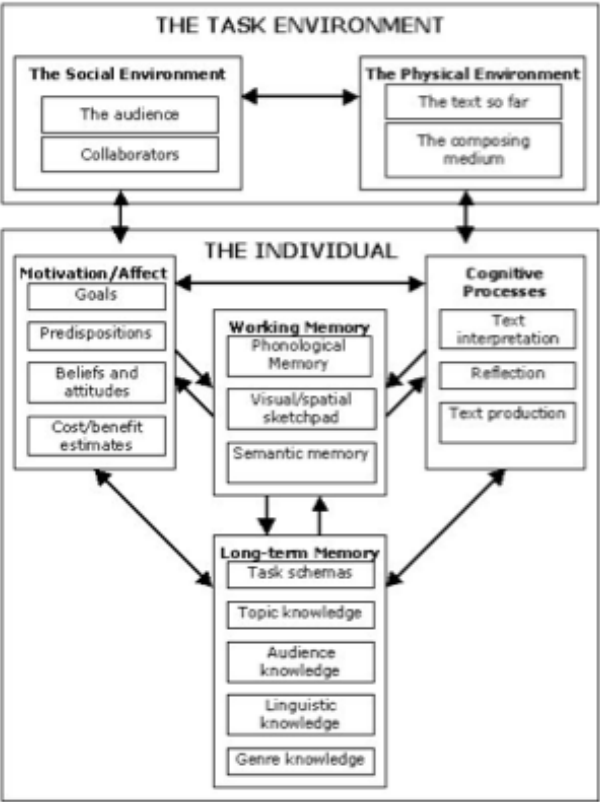 THE TASK ENVIRONMENT
The Social Environment
The audience
Collaborators
The Physical Environment
The text so far
The composing
medium
THE INDIVIDUAL
Motivation/Affect
Goals
Predispositions
Beliefs and
attitudes
Cost/benefit
estimates
Working Memory
Phonological
Memory
Visual/spatial
sketchpad
Semantic memory
Cognitive
Processes
Text
interpretation
Reflection
Text production
Long-term Memory
Task schemas
Topic knowledge
Audience
knowledge
Linguistic
knowledge
Genre knowledge